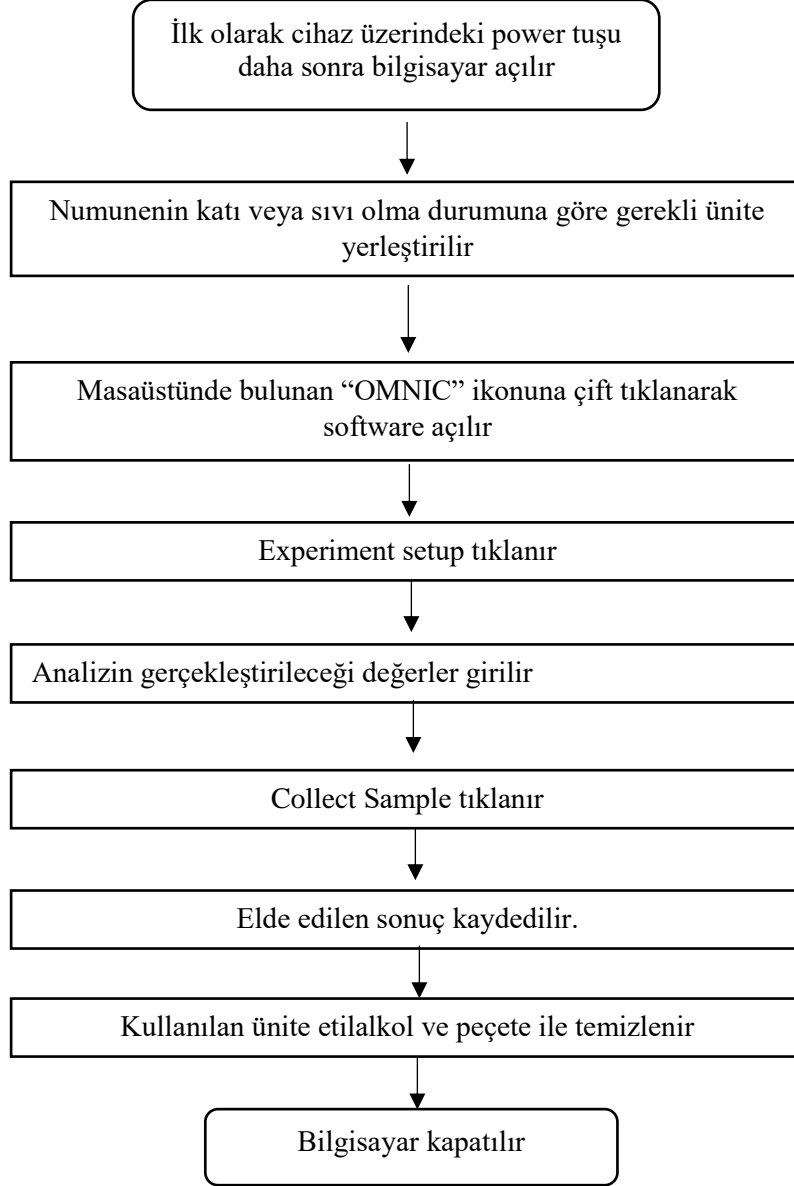 İlk olarak cihaz üzerindeki power tuşu
daha sonra bilgisayar açılır
Numunenin katı veya sıvı olma durumuna göre gerekli ünite
yerleştirilir
Masaüstünde bulunan “OMNIC” ikonuna çift tıklanarak
software açılır
Experiment setup tıklanır
Analizin gerçekleştirileceği değerler girilir
Collect Sample tıklanır
Elde edilen sonuç kaydedilir.
Kullanılan ünite etilalkol ve peçete ile temizlenir
Bilgisayar kapatılır